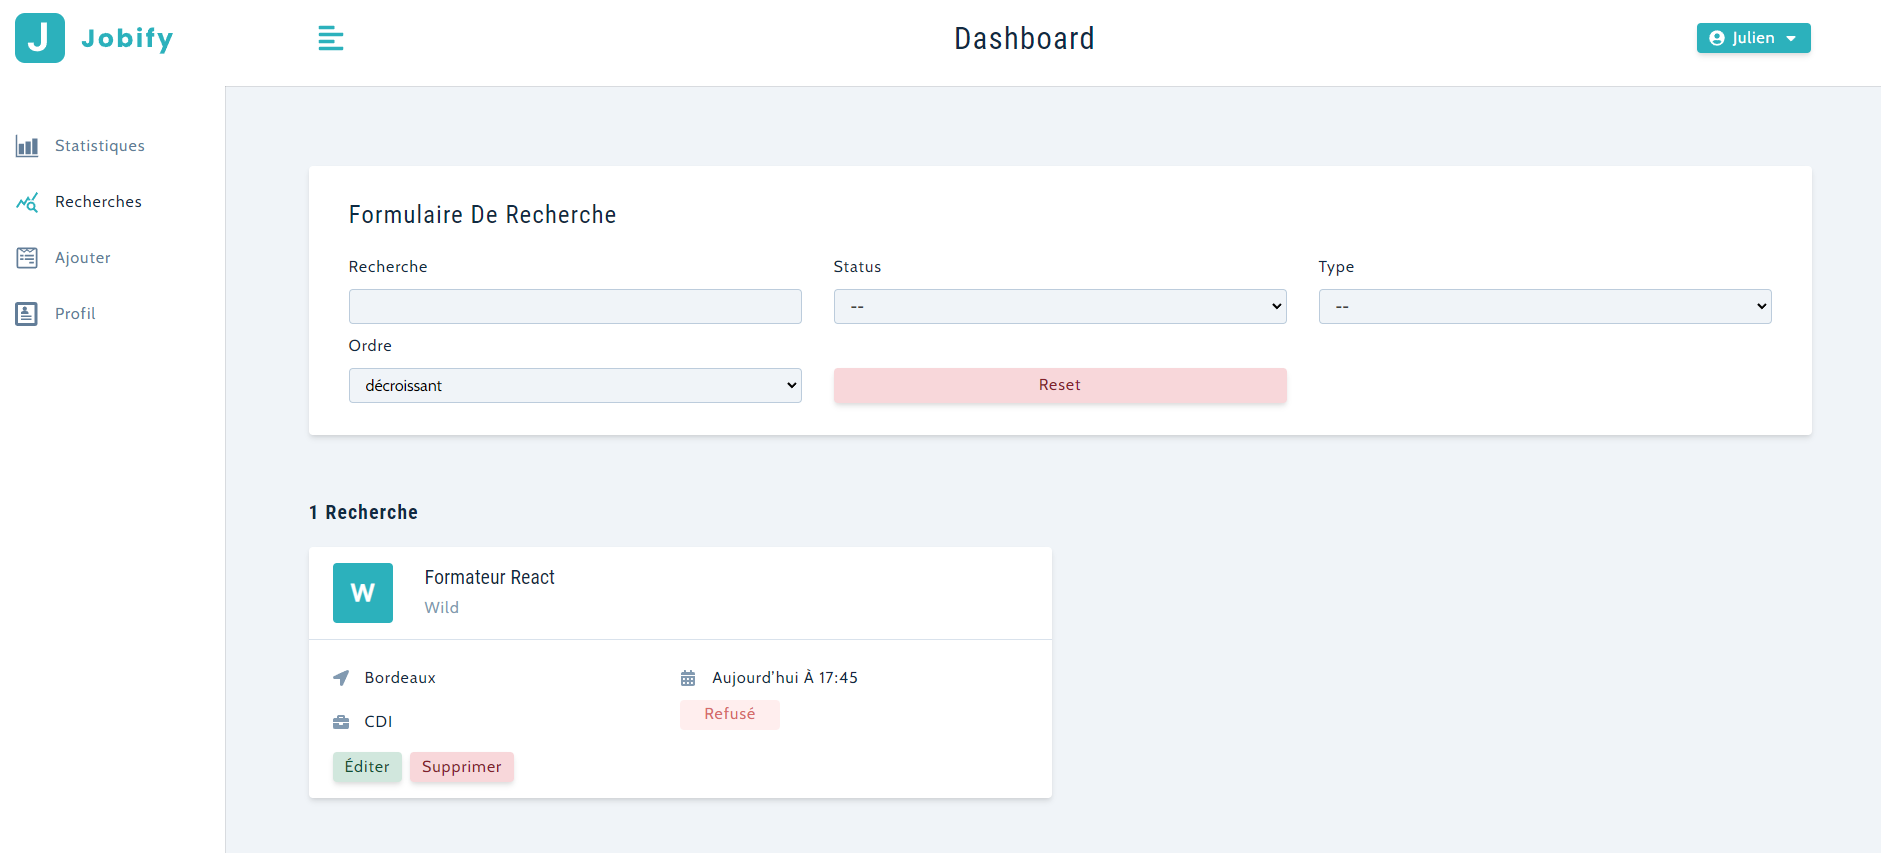 J Jobify
Dashboard
Julien
Statistiques
Recherches
Ajouter
Profil
Formulaire De Recherche
Recherche
Status
Type
--
--
Ordre
décroissant
Reset
1 Recherche
W
Formateur React
Wild
Bordeaux
Aujourd'hui À 17:45
CDI
Refusé
Éditer
Supprimer